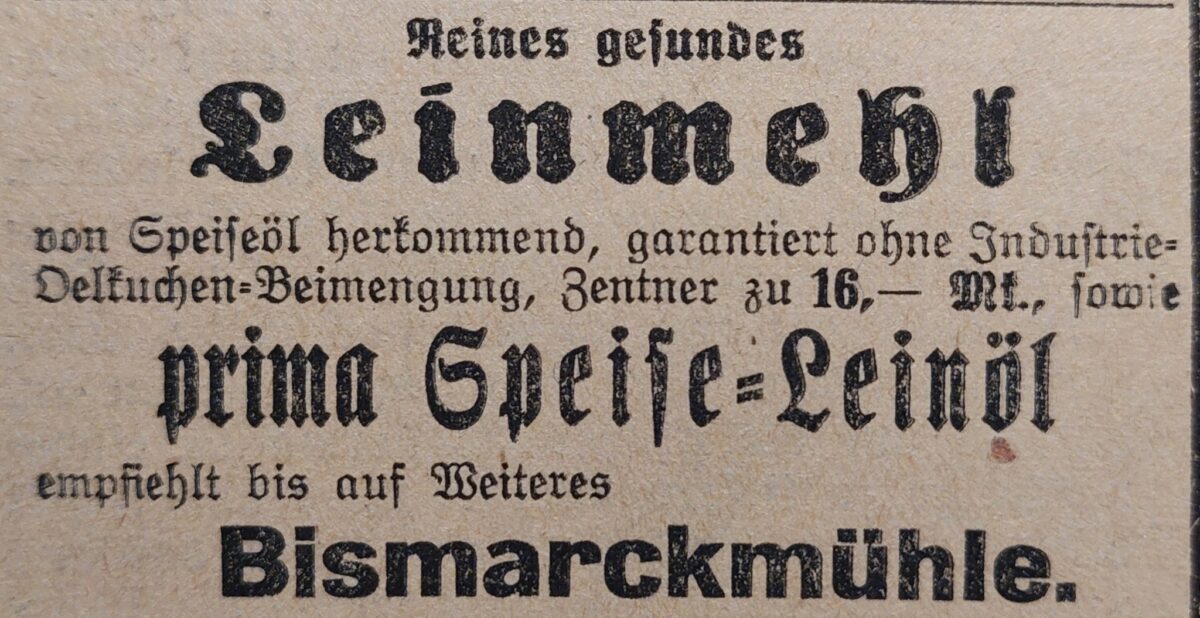 Reines gesundes
Leinmehl
von Speiseöl herkommend, garantiert ohne Industrie-
Oelkuchen-Beimengung, Zentner zu 16,— Mk., sowie
prima Speise-Leinöl
empfiehlt bis auf Weiteres
Bismarckmühle.